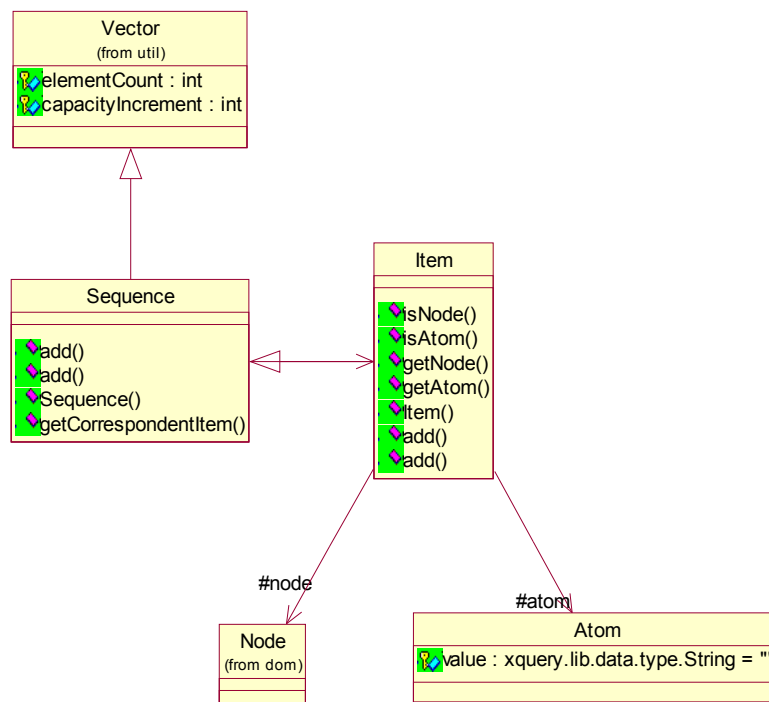 Vector
(from util)
elementCount : int
capacityIncrement : int
Item
isNode()
isAtom()
getNode()
getAtom()
Item()
add()
add()
Sequence
add()
add()
Sequence()
getCorrespondentItem()
#node
#atom
Node
(from dom)
Atom
value : xquery.lib.data.type.String = ""